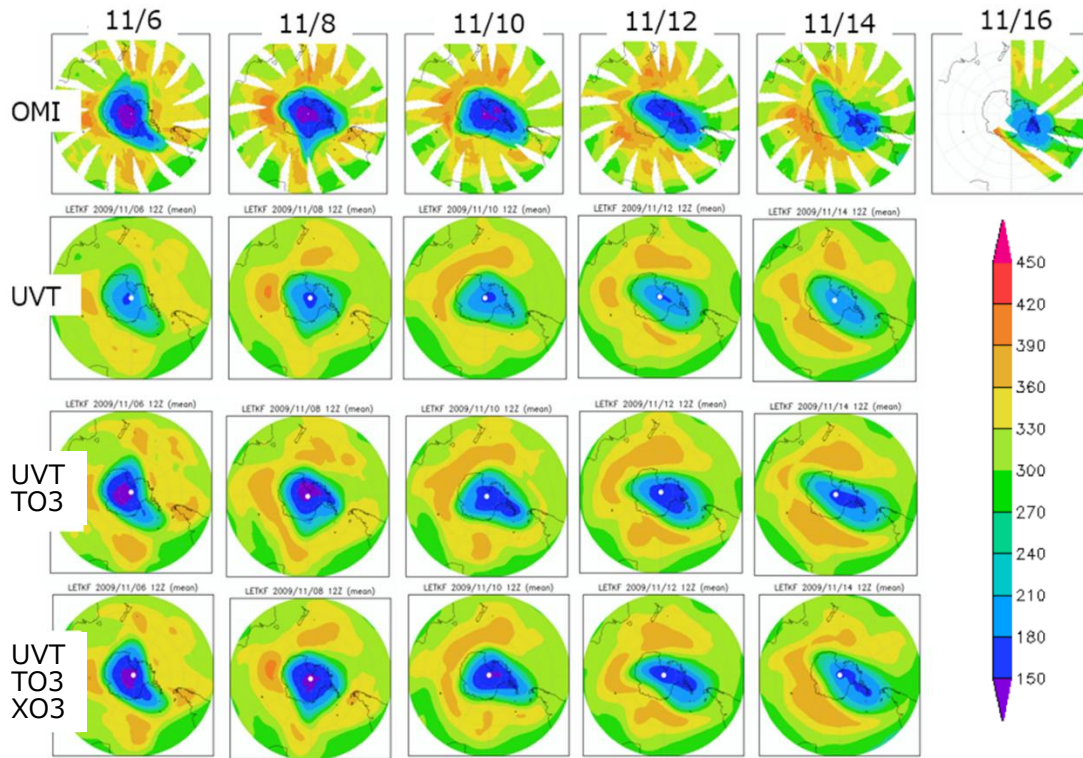 11/6 11/8 11/10 11/12 11/14 11/16
OMI
LETKF 2009/11/06 12Z (mean) LETKF 2009/11/08 12Z (mean) LETKF 2009/11/10 12Z (mean) LETKF 2009/11/12 12Z (mean) LETKF 2009/11/14 12Z (mean)
UVT
LETKF 2009/11/06 12Z (mean) LETKF 2009/11/08 12Z (mean) LETKF 2009/11/10 12Z (mean) LETKF 2009/11/12 12Z (mean) LETKF 2009/11/14 12Z (mean)
UVT
TO3
LETKF 2009/11/06 12Z (mean) LETKF 2009/11/08 12Z (mean) LETKF 2009/11/10 12Z (mean) LETKF 2009/11/12 12Z (mean) LETKF 2009/11/14 12Z (mean)
UVT
TO3
XO3
450
420
390
360
330
300
270
240
210
180
150